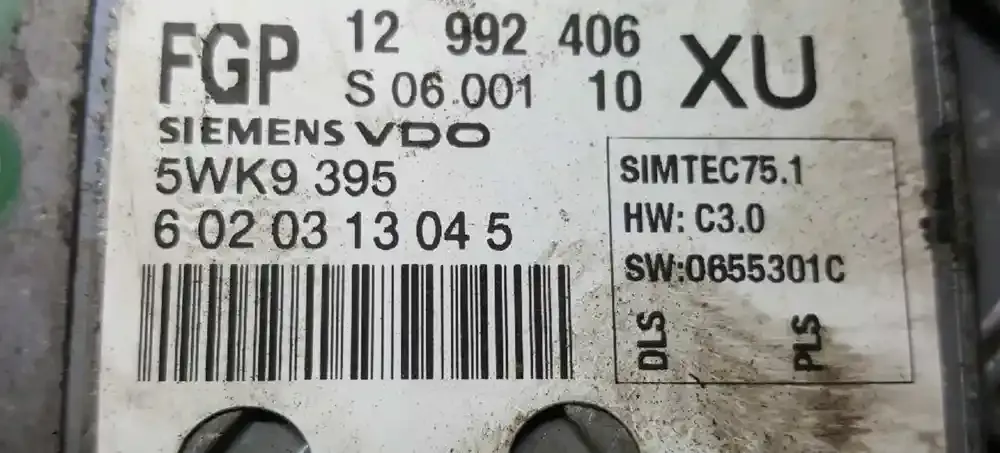 FGP 12 992 406 XU
S 06.001 10
SIEMENS VDO
5WK9 395
6 02 03 13 04 5
SIMTEC75.1
HW: C3.0
SW:0655301C
DLS PLS